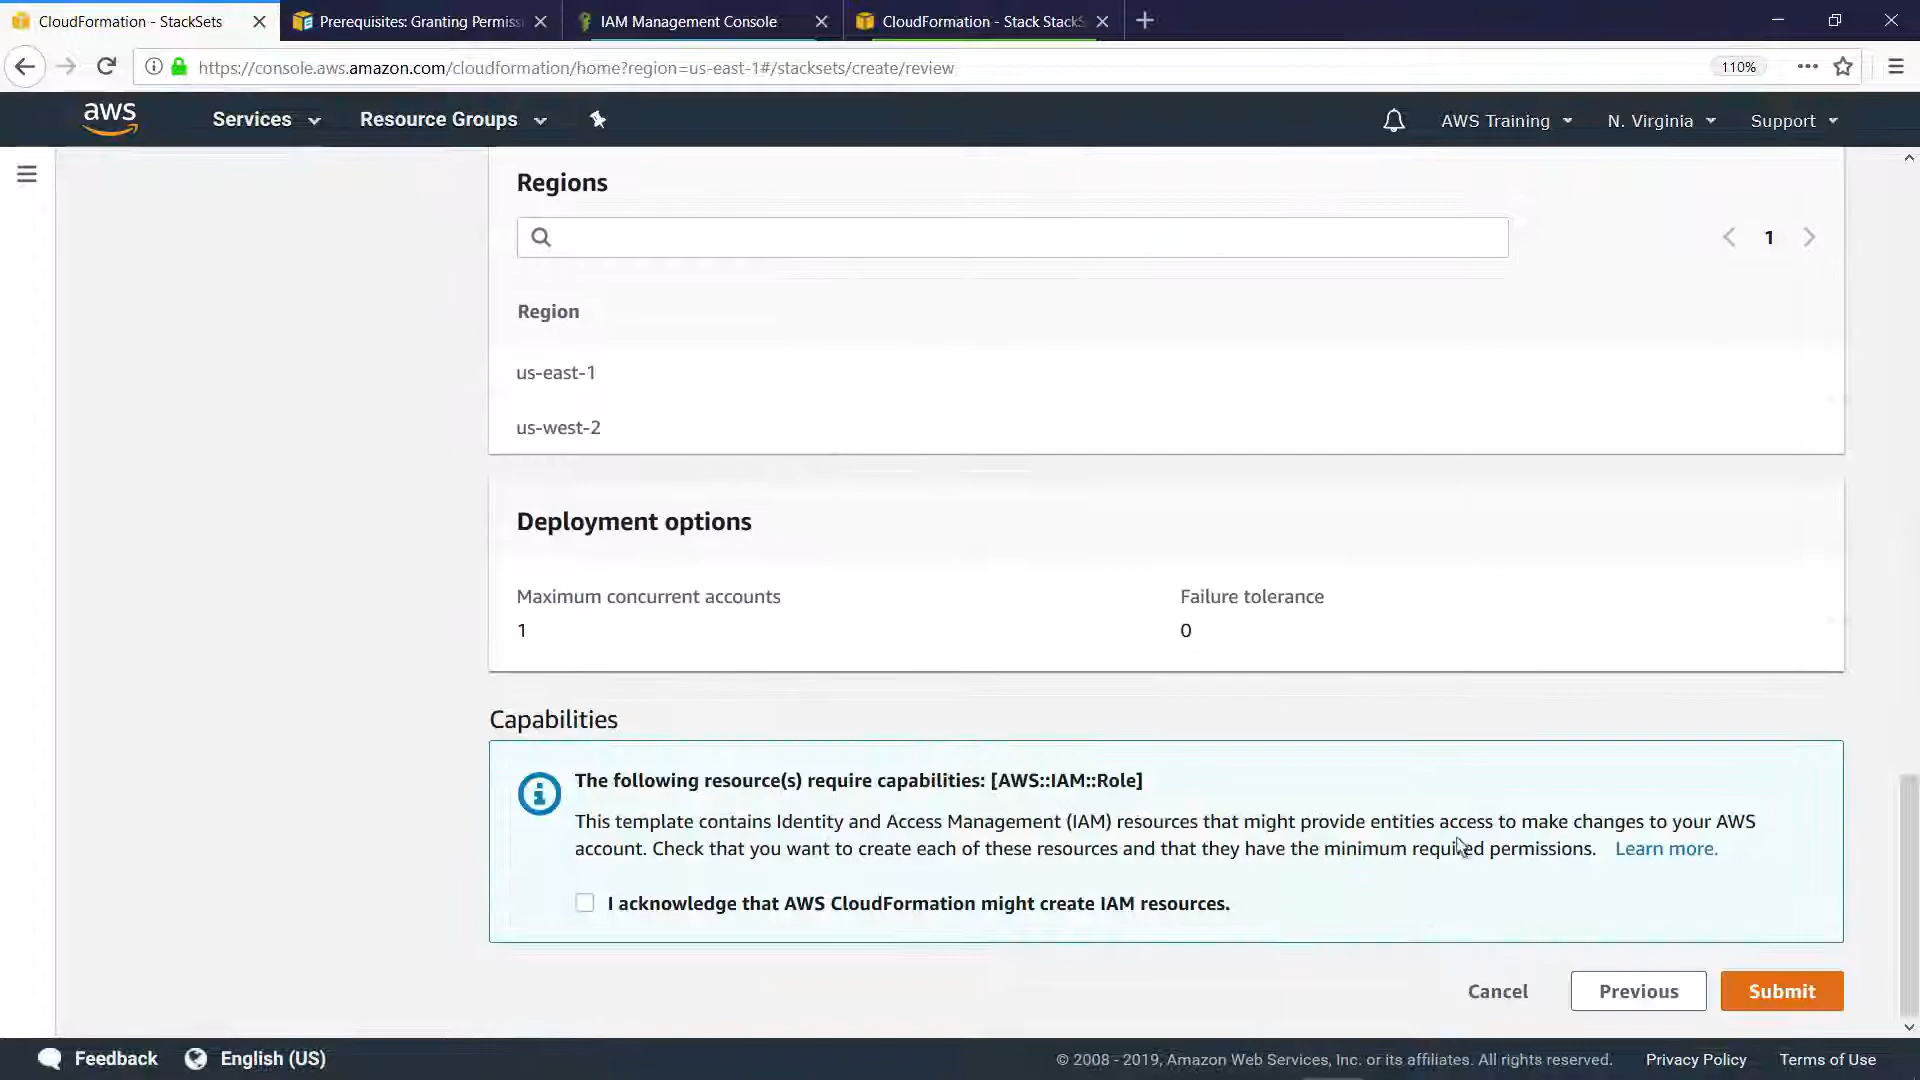 CloudFormation - StackSets
Prerequisites: Granting Permiss
IAM Management Console
CloudFormation - Stack StackS
https://console.aws.amazon.com/cloudformation/home?region=us-east-1#/stacksets/create/review
110%
aws
Services
Resource Groups
AWS Training
N. Virginia
Support
Regions
1
Region
us-east-1
us-west-2
Deployment options
Maximum concurrent accounts
Failure tolerance
1
0
Capabilities
The following resource(s) require capabilities: [AWS::IAM::Role]
This template contains Identity and Access Management (IAM) resources that might provide entities access to make changes to your AWS
account. Check that you want to create each of these resources and that they have the minimum required permissions. Learn more.
I acknowledge that AWS CloudFormation might create IAM resources.
Cancel
Previous
Submit
Feedback
English (US)
© 2008 - 2019, Amazon Web Services, Inc. or its affiliates. All rights reserved.
Privacy Policy
Terms of Use